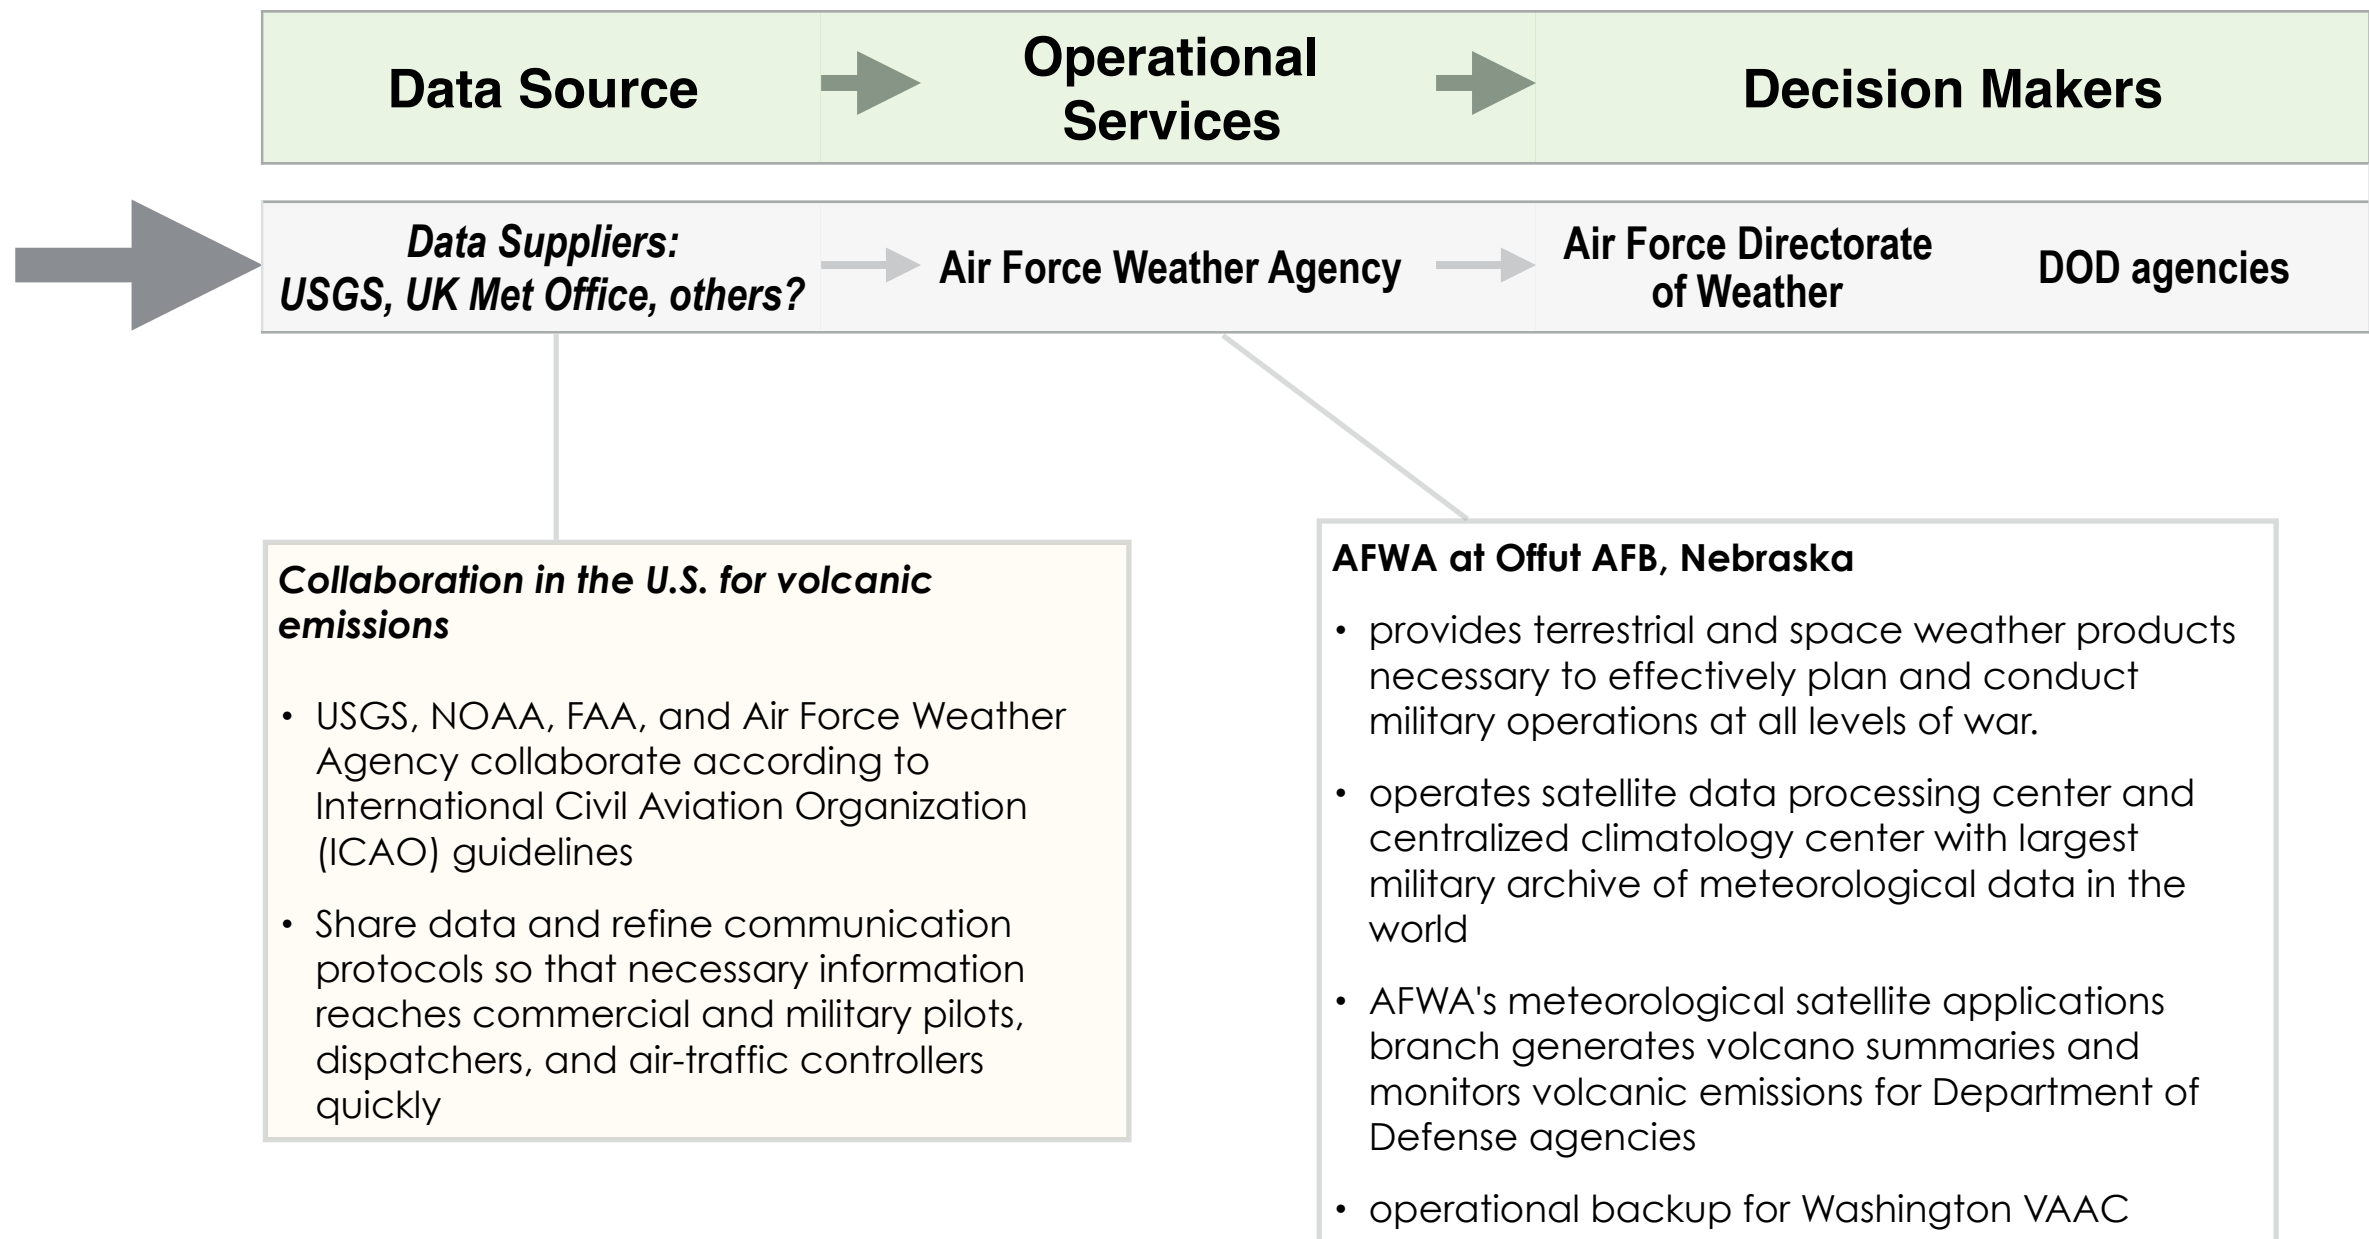 Data Source
Operational
Services
Decision Makers
Data Suppliers:
USGS, UK Met Office, others?
Air Force Weather Agency
Air Force Directorate
of Weather
DOD agencies
Collaboration in the U.S. for volcanic
emissions
• USGS, NOAA, FAA, and Air Force Weather
Agency collaborate according to
International Civil Aviation Organization
(ICAO) guidelines
• Share data and refine communication
protocols so that necessary information
reaches commercial and military pilots,
dispatchers, and air-traffic controllers
quickly
AFWA at Offut AFB, Nebraska
• provides terrestrial and space weather products
necessary to effectively plan and conduct
military operations at all levels of war.
• operates satellite data processing center and
centralized climatology center with largest
military archive of meteorological data in the
world
• AFWA's meteorological satellite applications
branch generates volcano summaries and
monitors volcanic emissions for Department of
Defense agencies
• operational backup for Washington VAAC